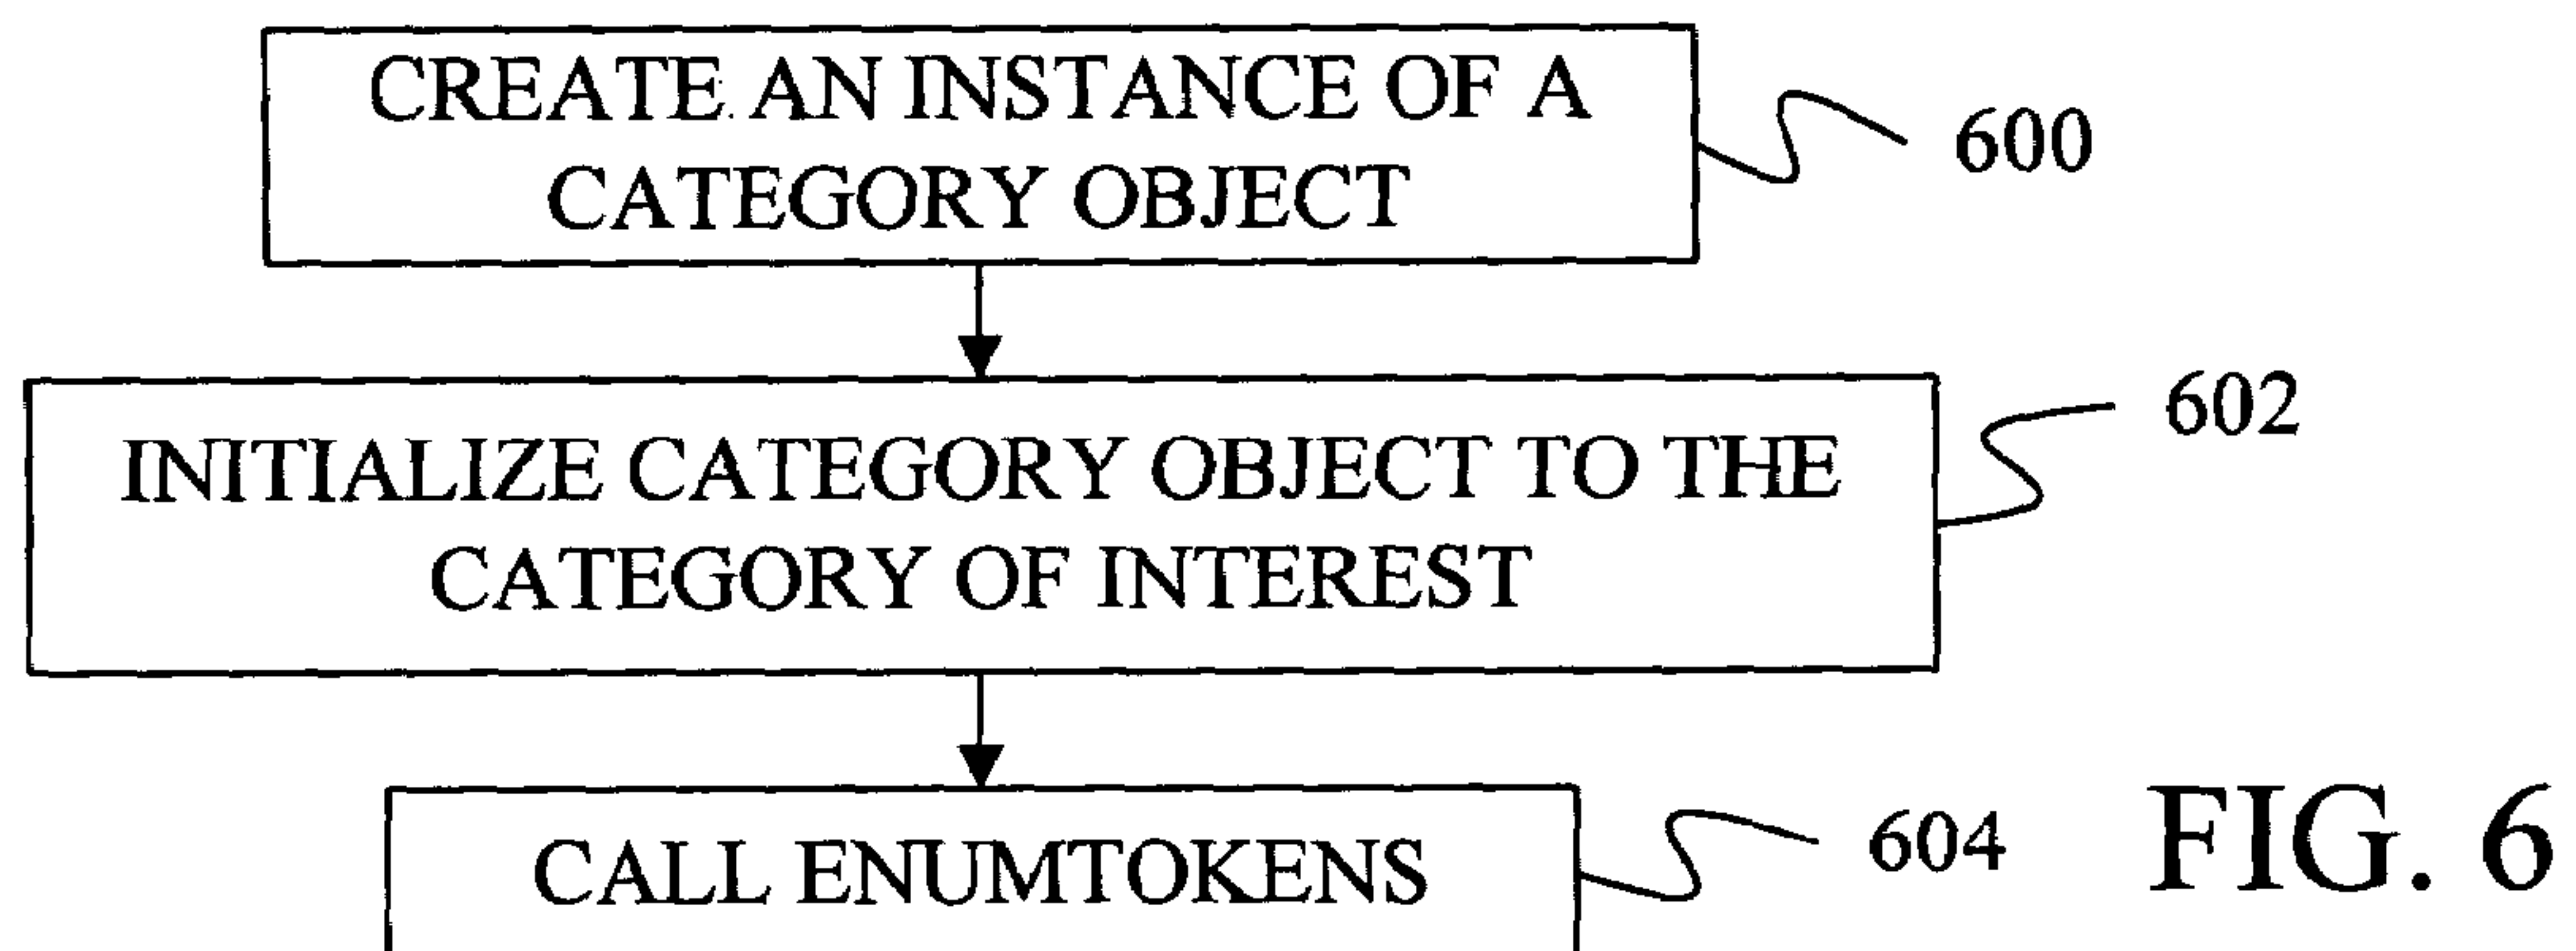 CREATE AN INSTANCE OF A
CATEGORY OBJECT
600
INITIALIZE CATEGORY OBJECT TO THE
CATEGORY OF INTEREST
602
CALL ENUMTOKENS
604
FIG. 6